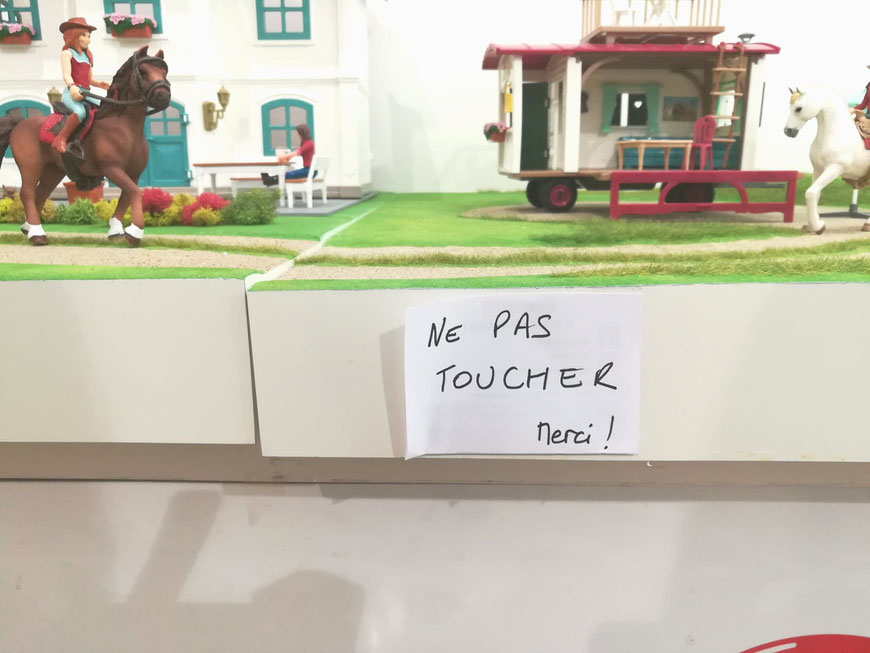 NE PAS
TOUCHER
Merci !